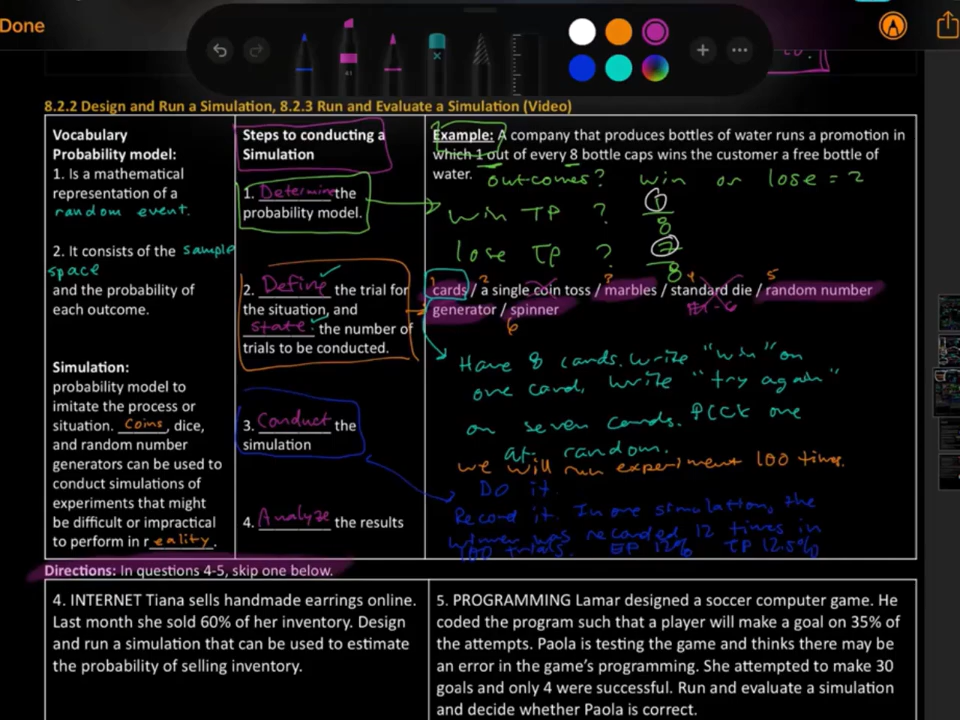 Done
8.2.2 Design and Run a Simulation, 8.2.3 Run and Evaluate a Simulation (Video)
Vocabulary
Probability model:
1. Is a mathematical
representation of a
random event.
2. It consists of the sample
space
and the probability of
each outcome.
Simulation:
probability model to
imitate the process or
situation. Coins, dice,
and random number
generators can be used to
conduct simulations of
experiments that might
be difficult or impractical
to perform in reality.
Steps to conducting a
Simulation
1. Determine the
probability model.
2. Define the trial for
the situation, and
state the number of
trials to be conducted.
3. Conduct the
simulation
4. Analyze the results
Example: A company that produces bottles of water runs a promotion in
which 1 out of every 8 bottle caps wins the customer a free bottle of
water.
outcomes? win or lose = 2
win TP ? 1/8
lose TP ? 7/8
1 2 3 4 5
cards / a single coin toss / marbles / standard die / random number
generator / spinner
6
Have 8 cards. Write "win" on
one card, write "try again"
on seven cards. Pick one
at random.
we will run experiment 100 times.
Do it.
Record it. In one simulation, the
winner was recorded 12 times in
100 trials. EP 12% TP 12.5%
Directions: In questions 4-5, skip one below.
4. INTERNET Tiana sells handmade earrings online.
Last month she sold 60% of her inventory. Design
and run a simulation that can be used to estimate
the probability of selling inventory.
5. PROGRAMMING Lamar designed a soccer computer game. He
coded the program such that a player will make a goal on 35% of
the attempts. Paola is testing the game and thinks there may be
an error in the game's programming. She attempted to make 30
goals and only 4 were successful. Run and evaluate a simulation
and decide whether Paola is correct.